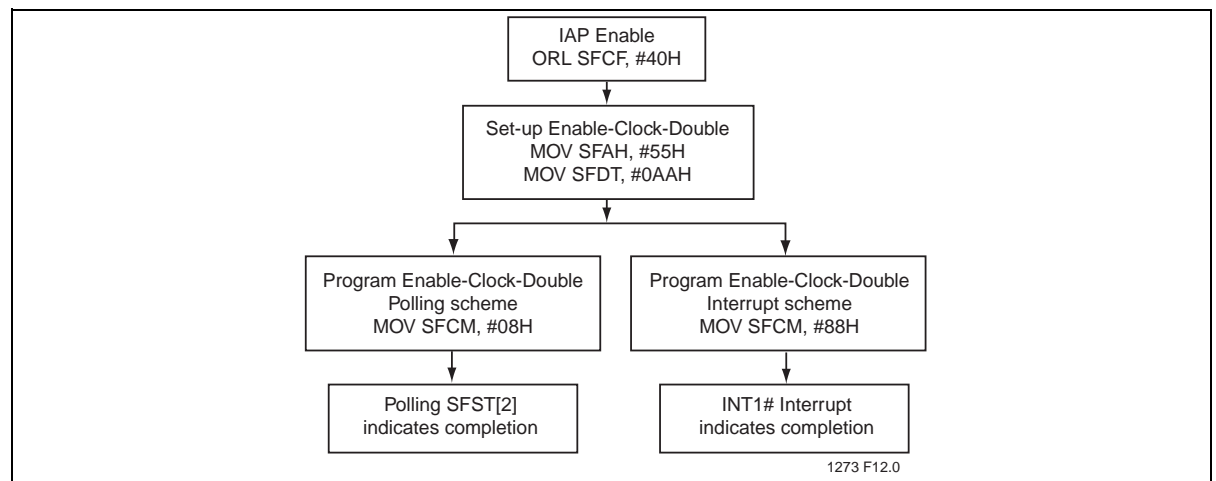 IAP Enable
ORL SFCF, #40H
Set-up Enable-Clock-Double
MOV SFAH, #55H
MOV SFDT, #0AAH
Program Enable-Clock-Double
Polling scheme
MOV SFCM, #08H
Program Enable-Clock-Double
Interrupt scheme
MOV SFCM, #88H
Polling SFST[2]
indicates completion
INT1# Interrupt
indicates completion
1273 F12.0